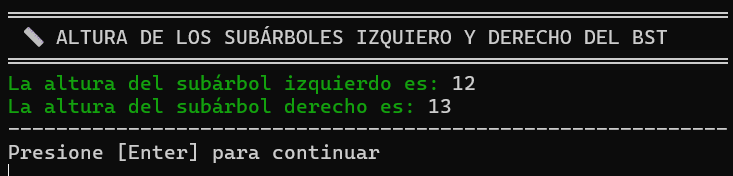 ALTURA DE LOS SUBÁRBOLES IZQUIERO Y DERECHO DEL BST
La altura del subárbol izquierdo es: 12
La altura del subárbol derecho es: 13
Presione [Enter] para continuar